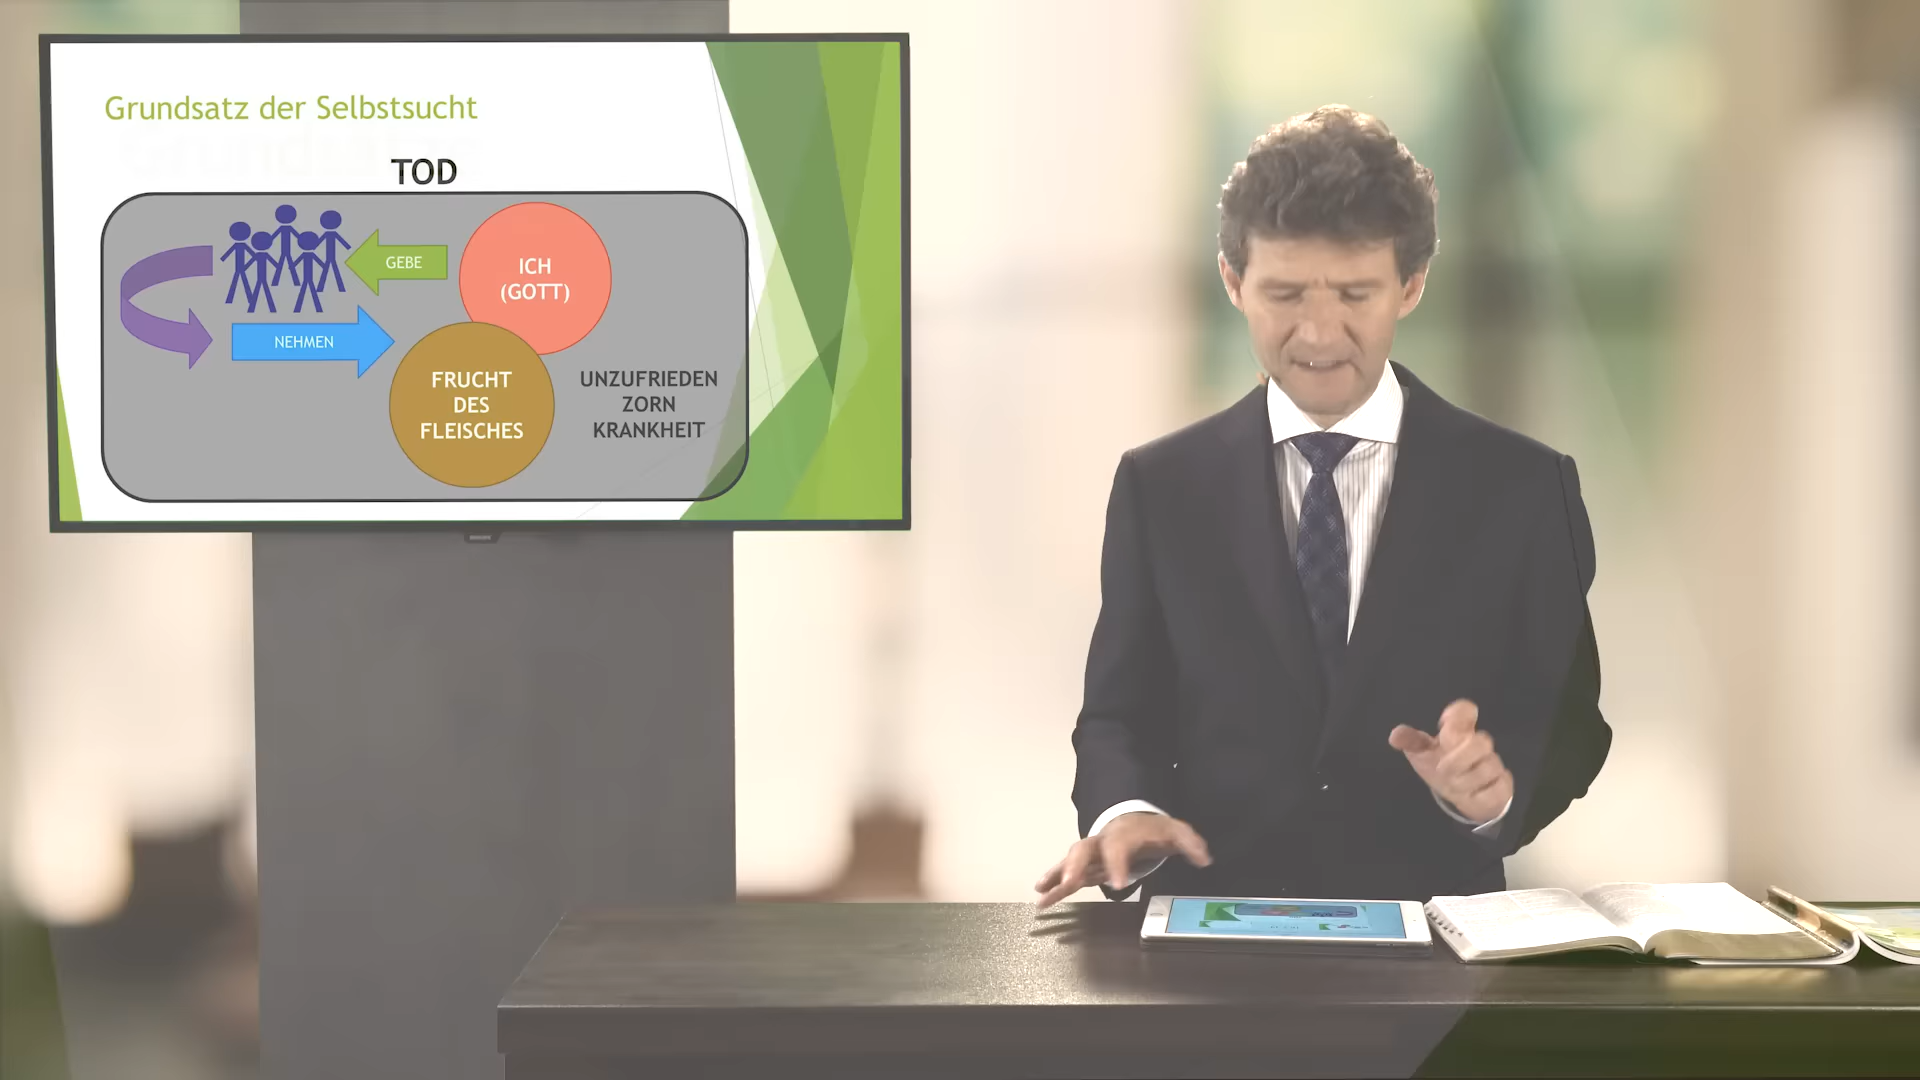 Grundsatz der Selbstsucht
TOD
GEBE
ICH
(GOTT)
NEHMEN
FRUCHT
DES
FLEISCHES
UNZUFRIEDEN
ZORN
KRANKHEIT